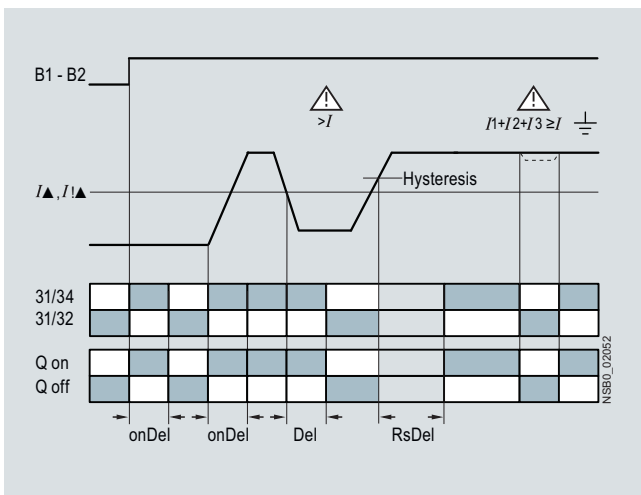 B1 - B2
>I
I1+I2+I3 ≥I
I▲, I!▲
Hysteresis
31/34
31/32
Q on
Q off
NSB0_02052
onDel onDel Del RsDel